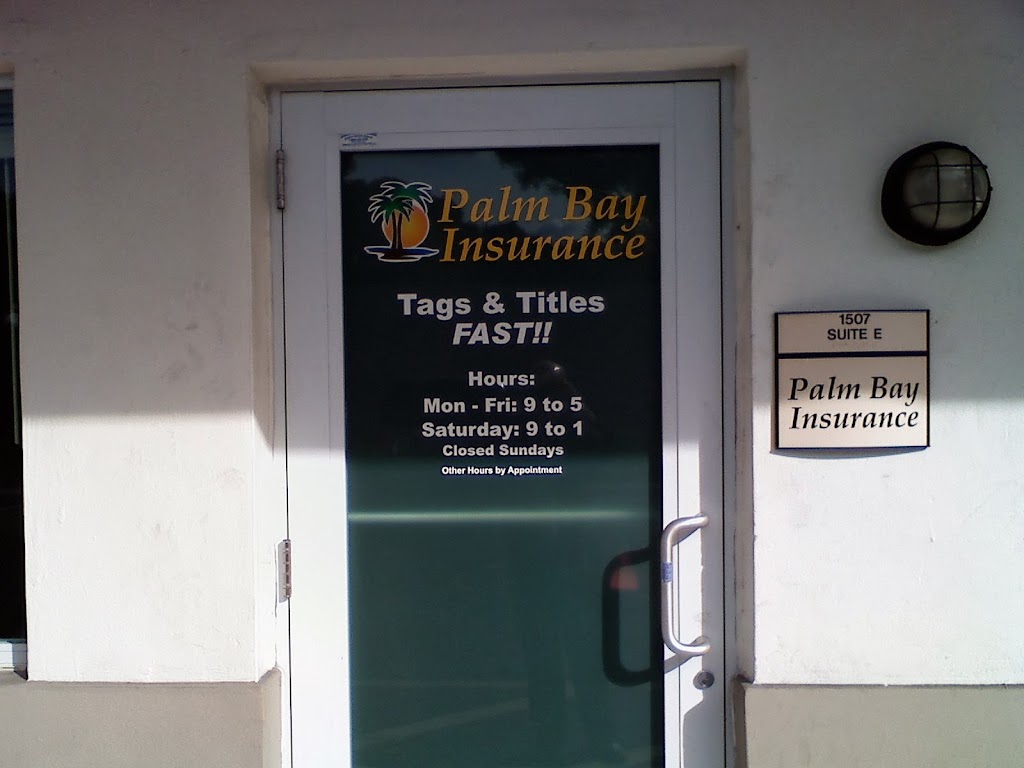 Palm Bay
Insurance
Tags & Titles
FAST!!
Hours:
Mon - Fri: 9 to 5
Saturday: 9 to 1
Closed Sundays
Other Hours by Appointment
1507
SUITE E
Palm Bay
Insurance